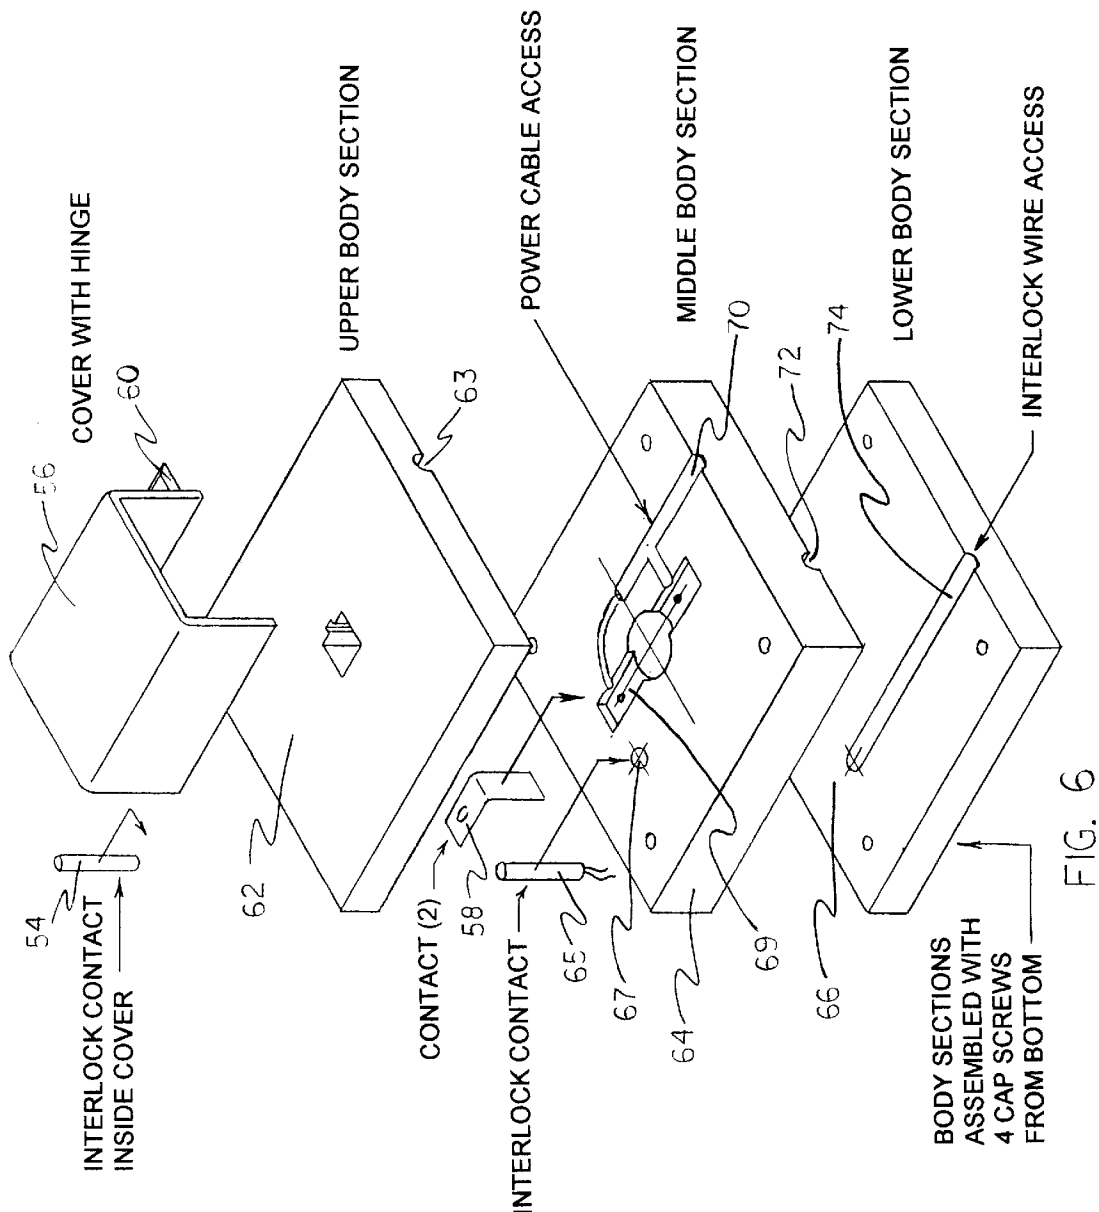 COVER WITH HINGE
56
60
INTERLOCK CONTACT
INSIDE COVER
54
UPPER BODY SECTION
62
63
CONTACT (2)
58
POWER CABLE ACCESS
INTERLOCK CONTACT
65
67
MIDDLE BODY SECTION
70
64
69
72
LOWER BODY SECTION
74
66
INTERLOCK WIRE ACCESS
BODY SECTIONS
ASSEMBLED WITH
4 CAP SCREWS
FROM BOTTOM
FIG. 6